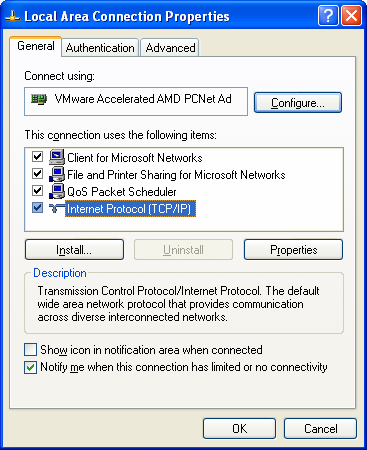 Local Area Connection Properties
General Authentication Advanced
Connect using:
VMware Accelerated AMD PCNet Ad
Configure...
This connection uses the following items:
Client for Microsoft Networks
File and Printer Sharing for Microsoft Networks
QoS Packet Scheduler
Internet Protocol (TCP/IP)
Install... Uninstall Properties
Description
Transmission Control Protocol/Internet Protocol. The default
wide area network protocol that provides communication
across diverse interconnected networks.
Show icon in notification area when connected
Notify me when this connection has limited or no connectivity
OK Cancel